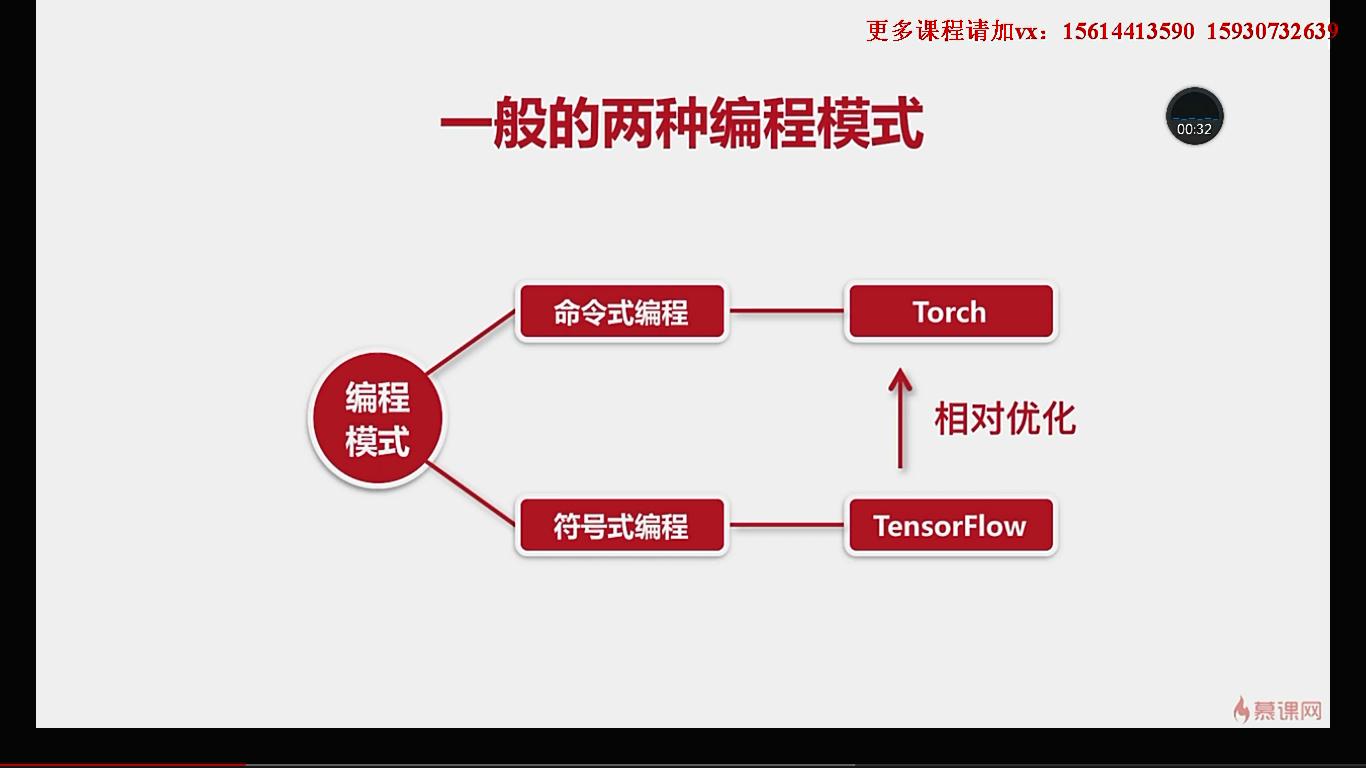 更多课程请加vx：15614413590 15930732639
一般的两种编程模式
00:32
命令式编程
Torch
编程
模式
相对优化
符号式编程
TensorFlow
慕课网